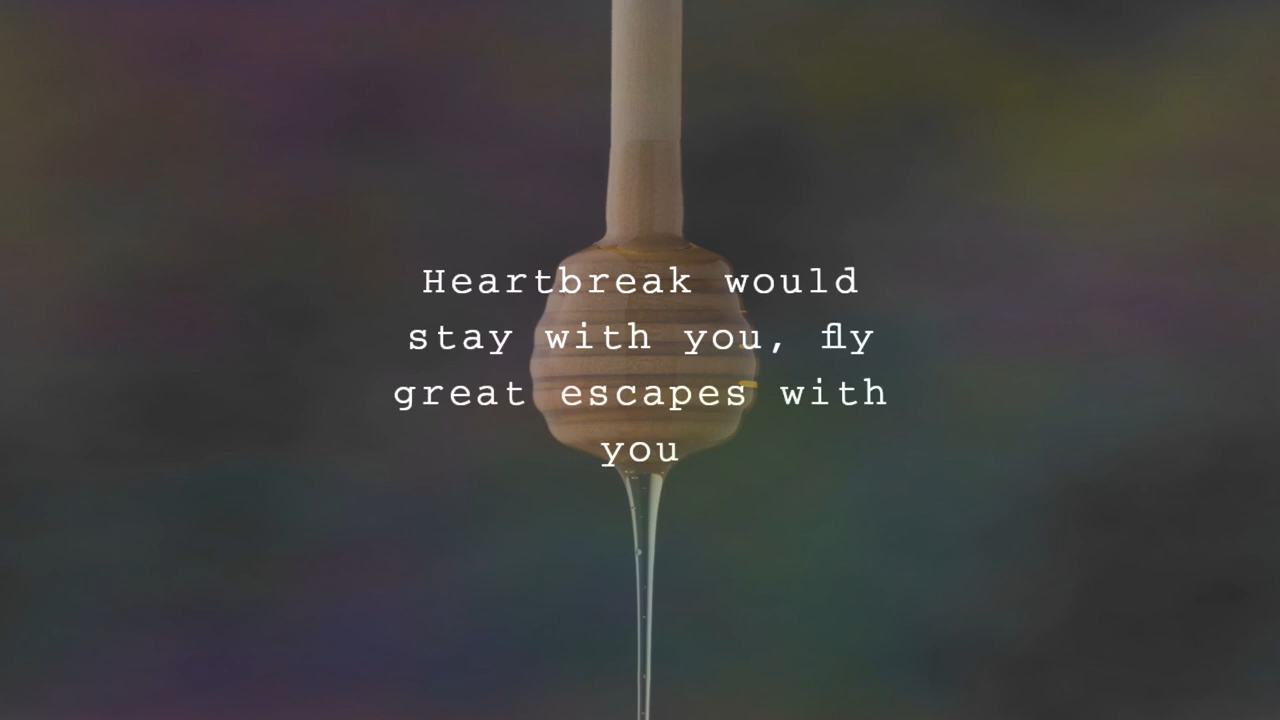 Heartbreak would
stay with you, fly
great escapes with
you